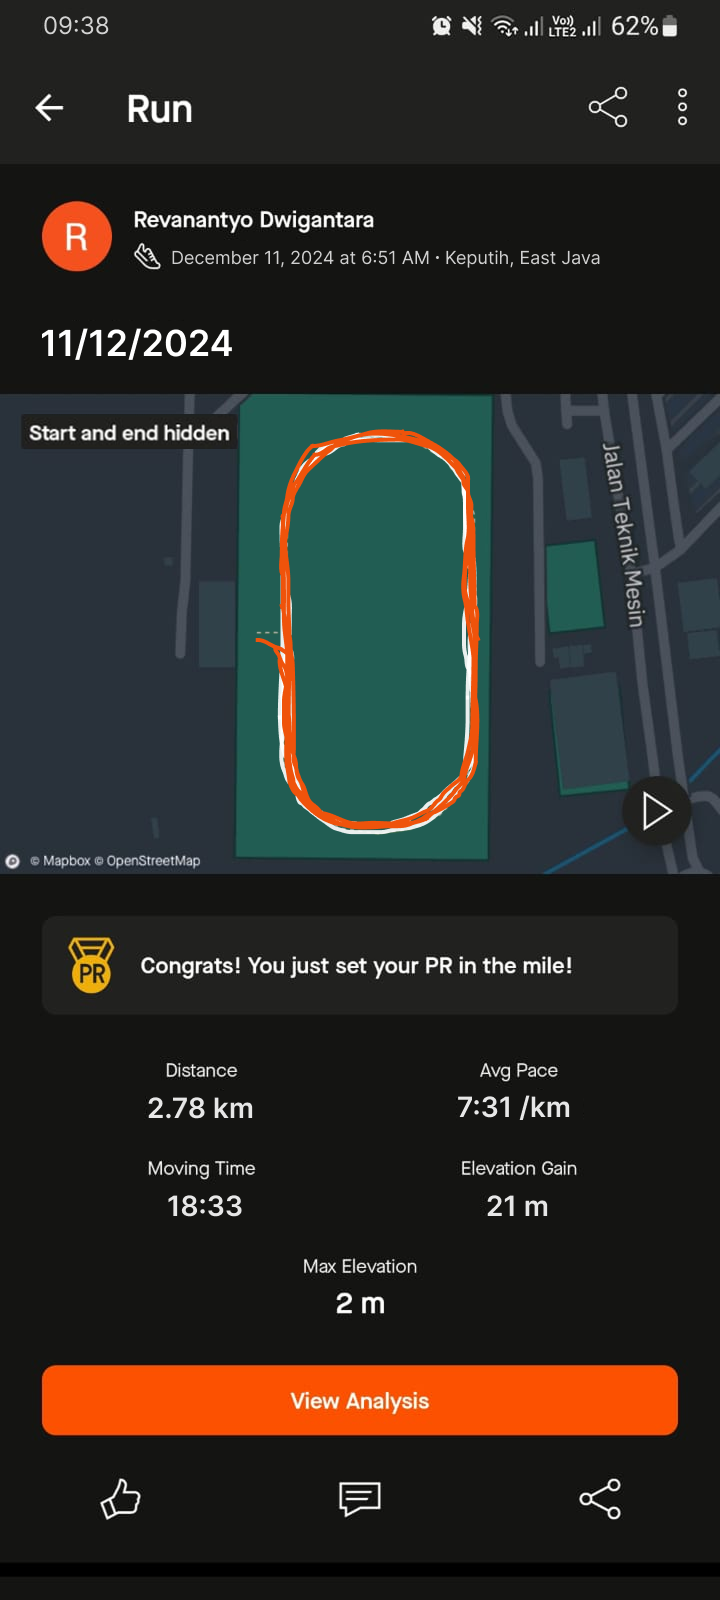 09:38
Vo)) LTE2 62%
Run
R
Revanantyo Dwigantara
December 11, 2024 at 6:51 AM · Keputih, East Java
11/12/2024
Start and end hidden
Jalan Teknik Mesin
© Mapbox © OpenStreetMap
PR
Congrats! You just set your PR in the mile!
Distance
Avg Pace
2.78 km
7:31 /km
Moving Time
Elevation Gain
18:33
21 m
Max Elevation
2 m
View Analysis